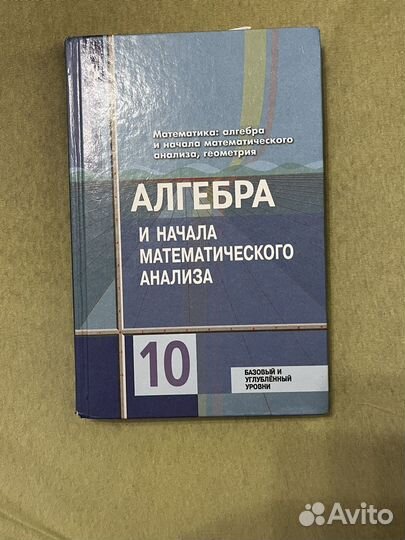 Математика: алгебра
и начала математического
анализа, геометрия
АЛГЕБРА
И НАЧАЛА
МАТЕМАТИЧЕСКОГО
АНАЛИЗА
10
БАЗОВЫЙ И
УГЛУБЛЁННЫЙ
УРОВНИ
Avito